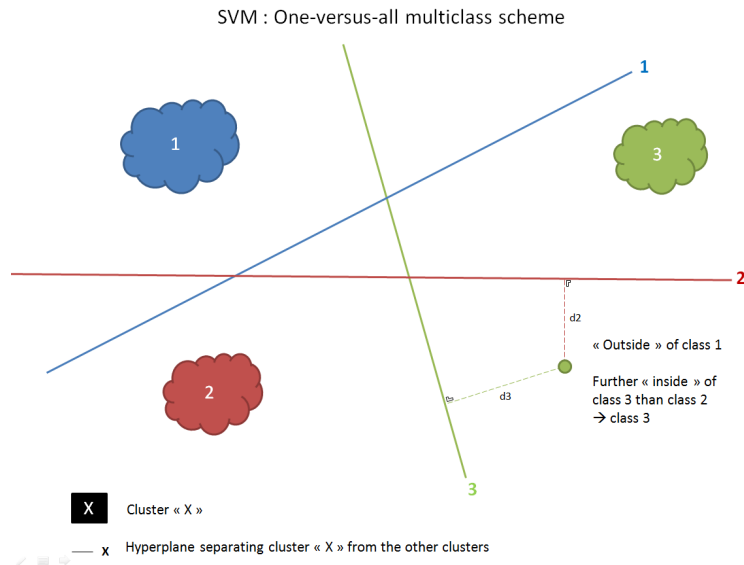 SVM : One-versus-all multiclass scheme
1
1
3
2
d2
« Outside » of class 1
Further « inside » of
class 3 than class 2
→ class 3
d3
2
3
X Cluster « X »
X Hyperplane separating cluster « X » from the other clusters